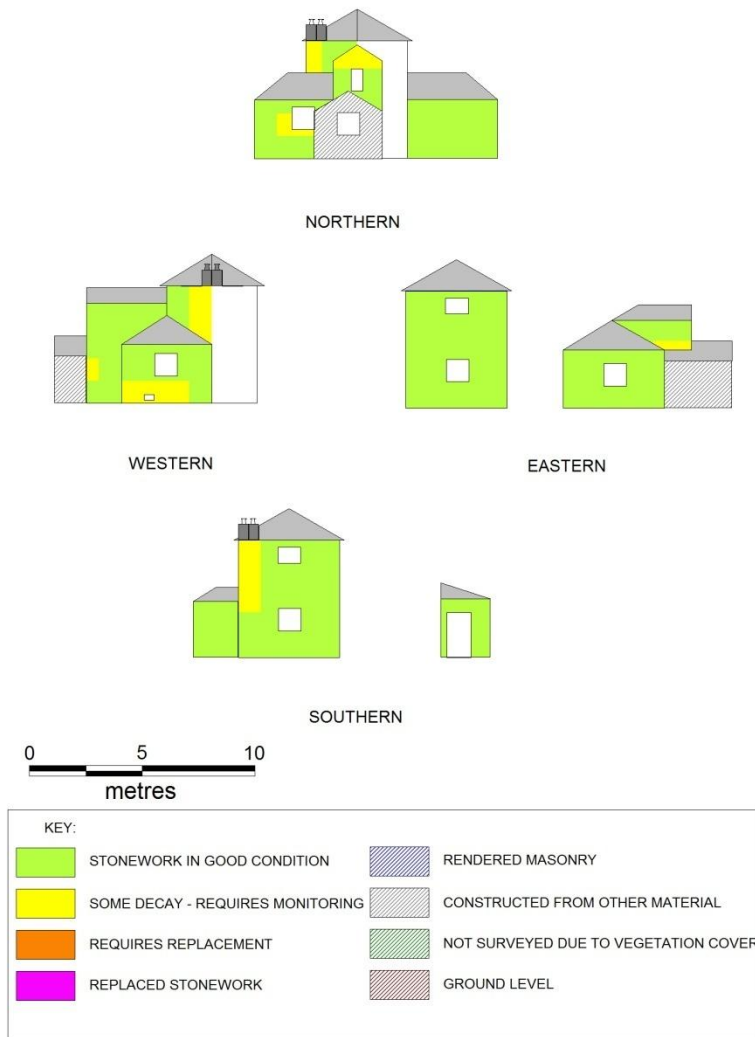 NORTHERN
WESTERN
EASTERN
SOUTHERN
0 5 10
metres
KEY:
STONEWORK IN GOOD CONDITION
SOME DECAY - REQUIRES MONITORING
REQUIRES REPLACEMENT
REPLACED STONEWORK
RENDERED MASONRY
CONSTRUCTED FROM OTHER MATERIAL
NOT SURVEYED DUE TO VEGETATION COVER
GROUND LEVEL